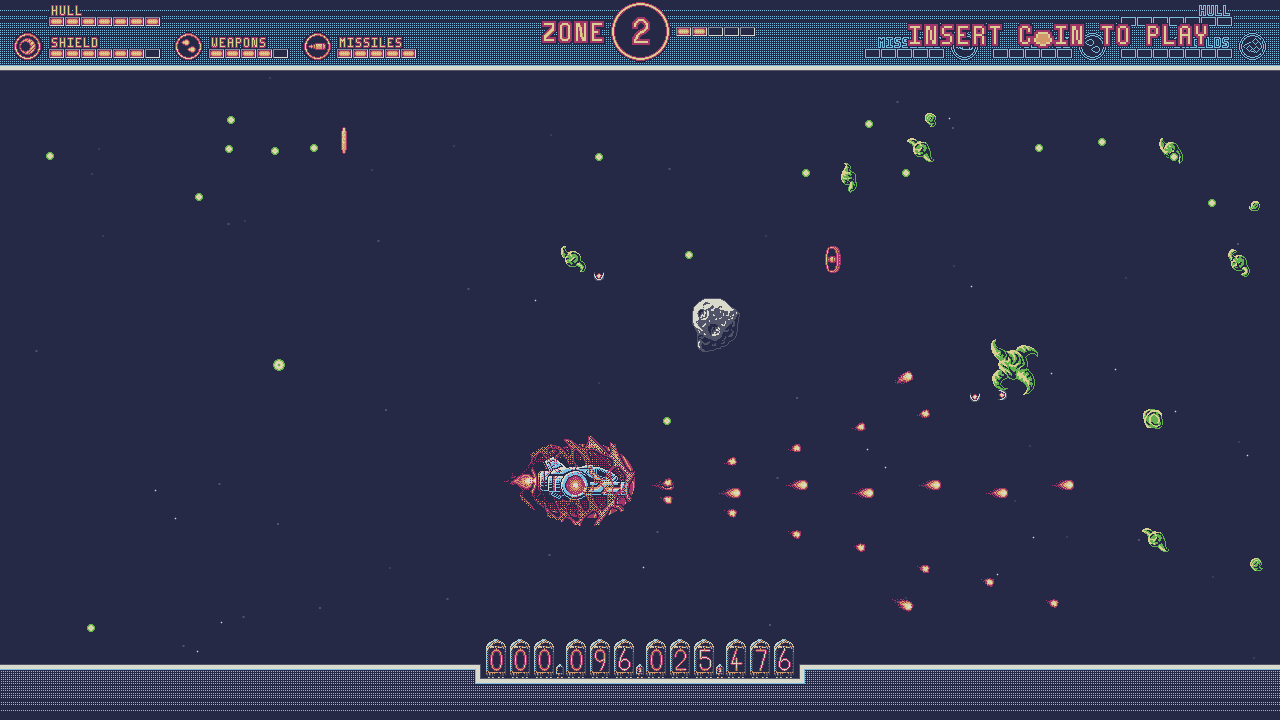 HULL
SHIELD WEAPONS MISSILES
ZONE 2
HULL
INSERT COIN TO PLAY
000,096,025,476